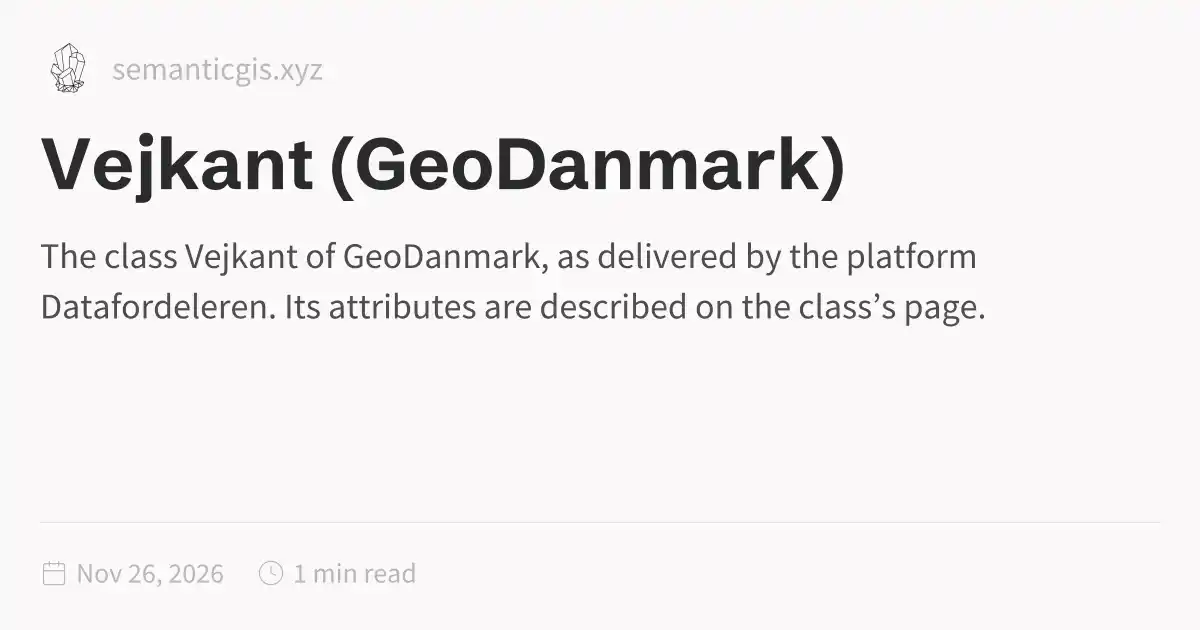 semanticgis.xyz
Vejkant (GeoDanmark)
The class Vejkant of GeoDanmark, as delivered by the platform
Datafordeleren. Its attributes are described on the class’s page.
Nov 26, 2026 1 min read